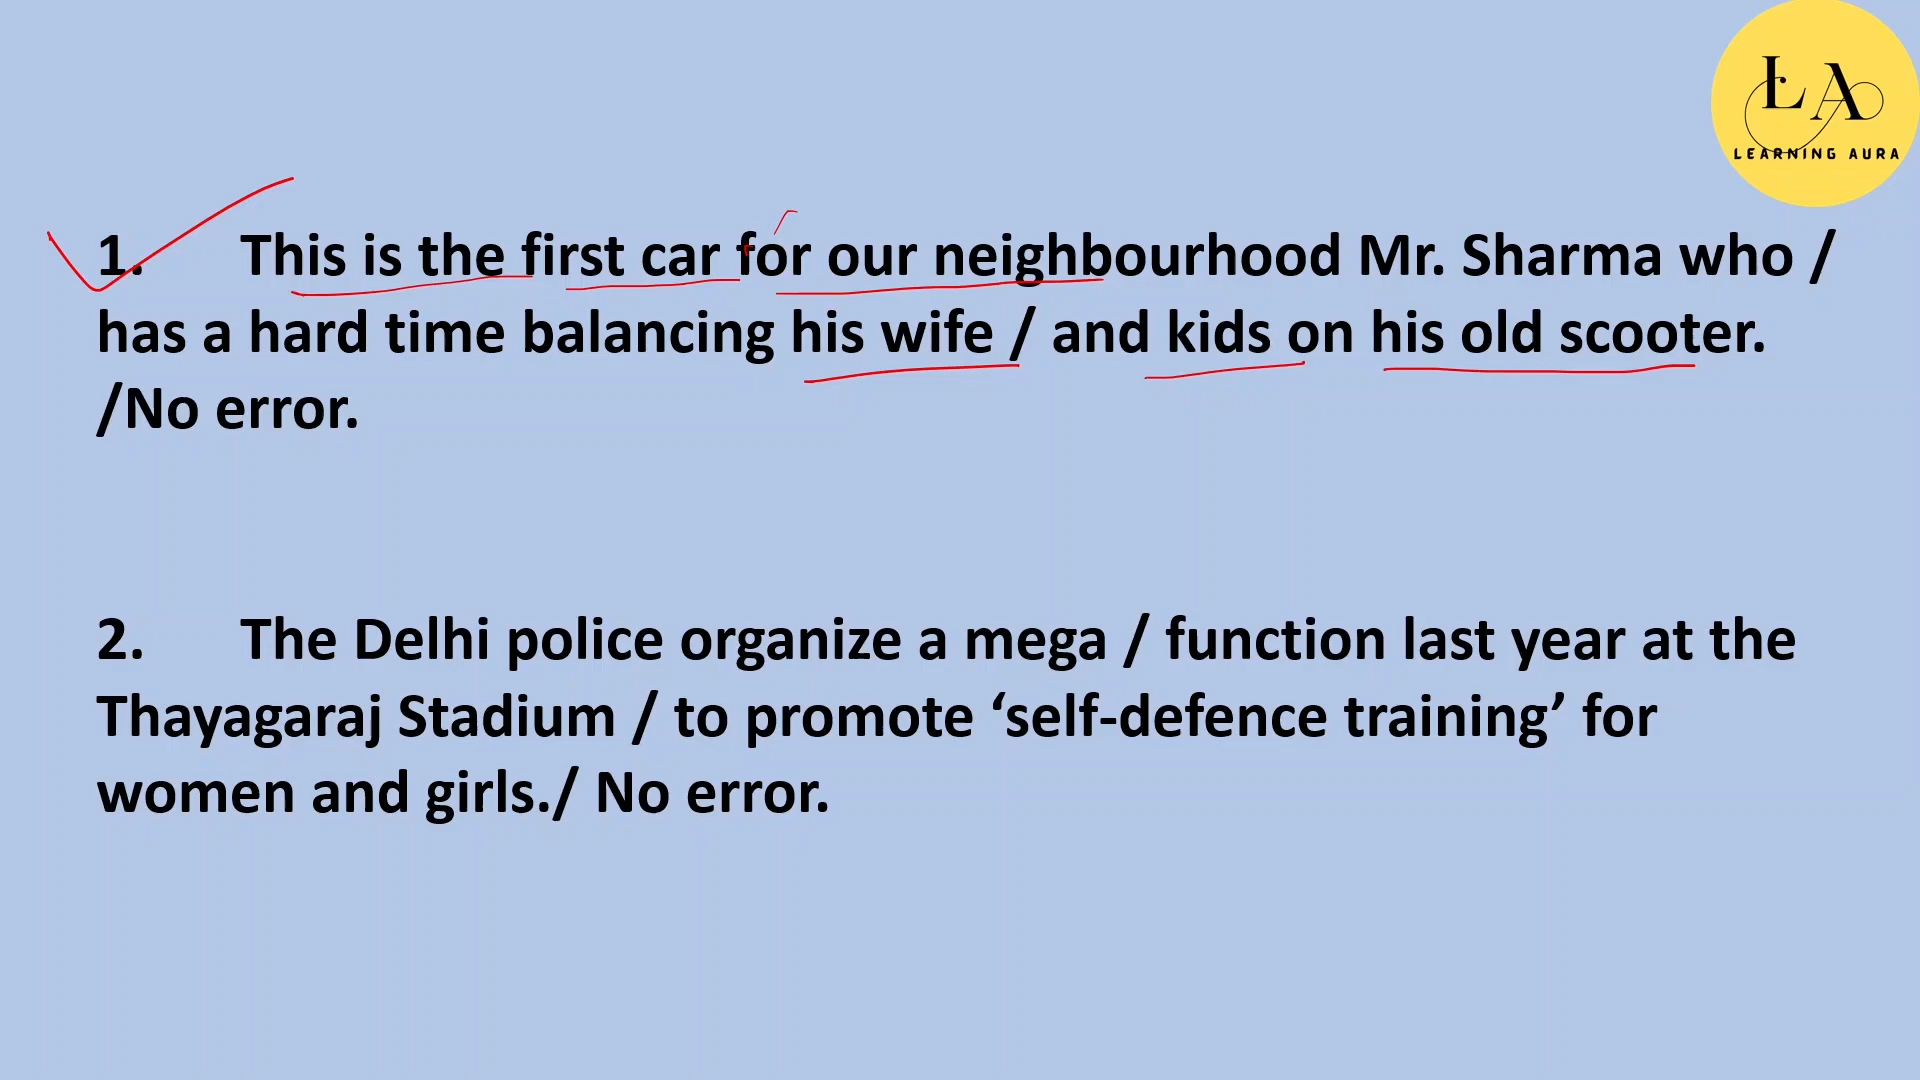 LA
LEARNING AURA
1. This is the first car for our neighbourhood Mr. Sharma who /
has a hard time balancing his wife / and kids on his old scooter.
/No error.
2. The Delhi police organize a mega / function last year at the
Thayagaraj Stadium / to promote ‘self-defence training’ for
women and girls./ No error.